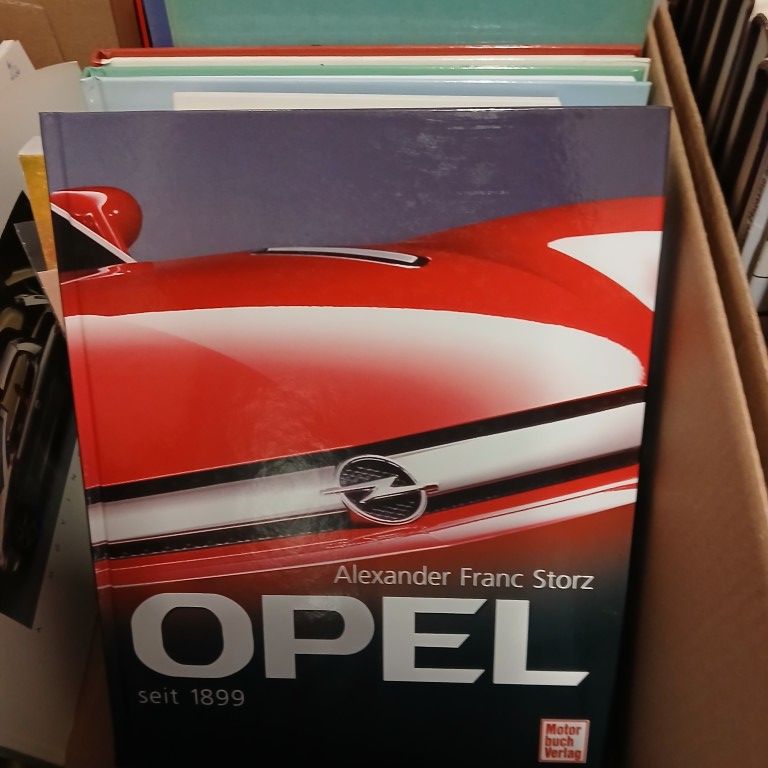 Alexander Franc Storz
OPEL
seit 1899
Motor
buch
Verlag